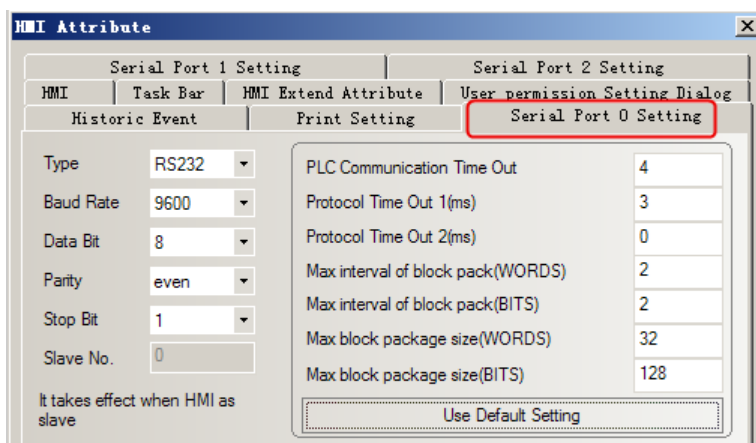 HMI Attribute
Serial Port 1 Setting Serial Port 2 Setting
HMI Task Bar HMI Extend Attribute User permission Setting Dialog
Historic Event Print Setting Serial Port 0 Setting
Type RS232
Baud Rate 9600
Data Bit 8
Parity even
Stop Bit 1
Slave No. 0
It takes effect when HMI as
slave
PLC Communication Time Out 4
Protocol Time Out 1(ms) 3
Protocol Time Out 2(ms) 0
Max interval of block pack(WORDS) 2
Max interval of block pack(BITS) 2
Max block package size(WORDS) 32
Max block package size(BITS) 128
Use Default Setting